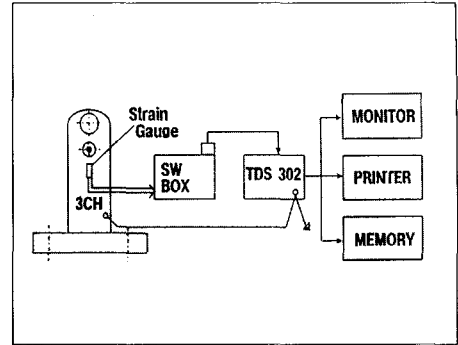 Strain
Gauge
3CH
SW
BOX
TDS 302
MONITOR
PRINTER
MEMORY